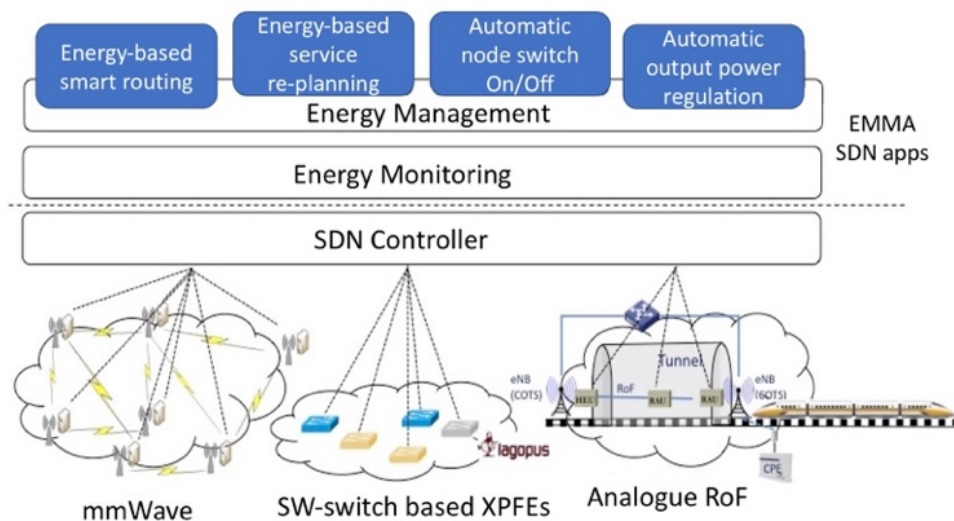 Energy-based
smart routing
Energy-based
service
re-planning
Automatic
node switch
On/Off
Automatic
output power
regulation
Energy Management
EMMA
SDN apps
Energy Monitoring
SDN Controller
Tunnel
eNB
(COTS)
HEU
RoF
RAU
RAU
eNB
(COTS)
lagopus
CPE
mmWave
SW-switch based XPFEs
Analogue RoF